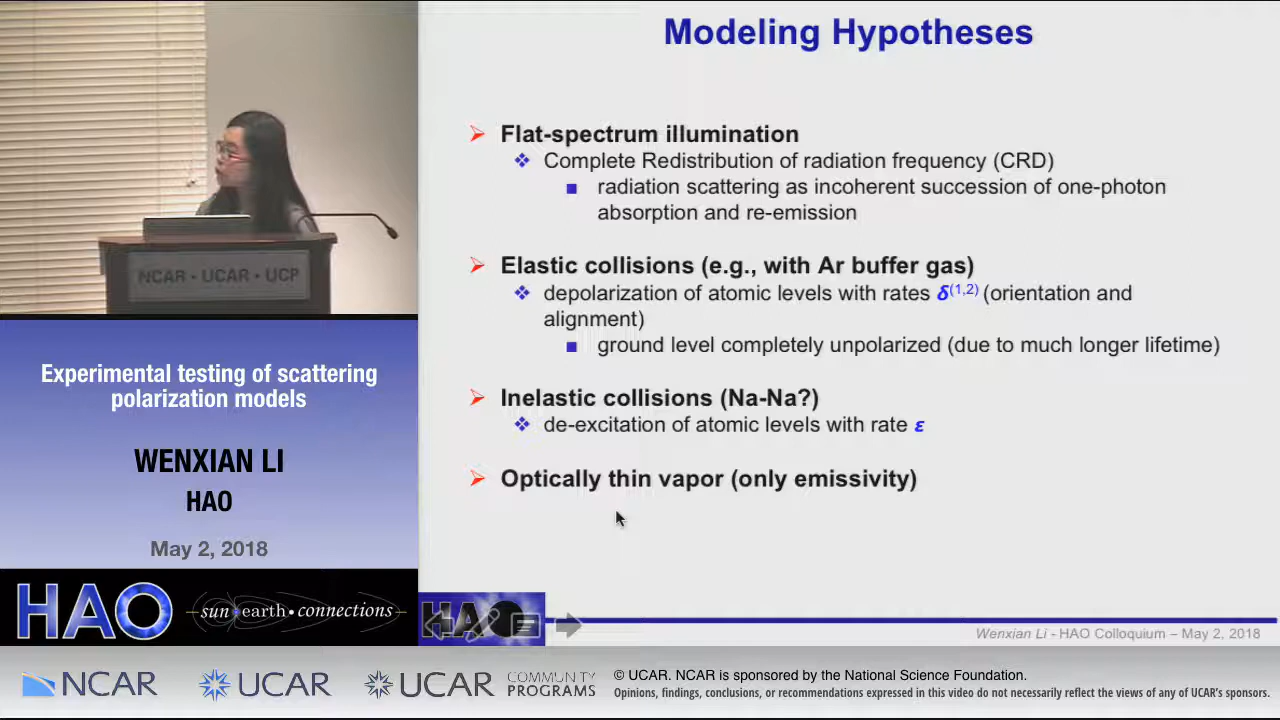 Modeling Hypotheses
➢ Flat-spectrum illumination
❖ Complete Redistribution of radiation frequency (CRD)
■ radiation scattering as incoherent succession of one-photon
absorption and re-emission
➢ Elastic collisions (e.g., with Ar buffer gas)
❖ depolarization of atomic levels with rates δ⁽¹,²⁾ (orientation and
alignment)
■ ground level completely unpolarized (due to much longer lifetime)
➢ Inelastic collisions (Na-Na?)
❖ de-excitation of atomic levels with rate ε
➢ Optically thin vapor (only emissivity)
NCAR • UCAR • UCP
Experimental testing of scattering
polarization models
WENXIAN LI
HAO
May 2, 2018
HAO
sun•earth•connections
HAO
Wenxian Li - HAO Colloquium – May 2, 2018
NCAR
UCAR
UCAR
COMMUNITY
PROGRAMS
© UCAR. NCAR is sponsored by the National Science Foundation.
Opinions, findings, conclusions, or recommendations expressed in this video do not necessarily reflect the views of any of UCAR's sponsors.